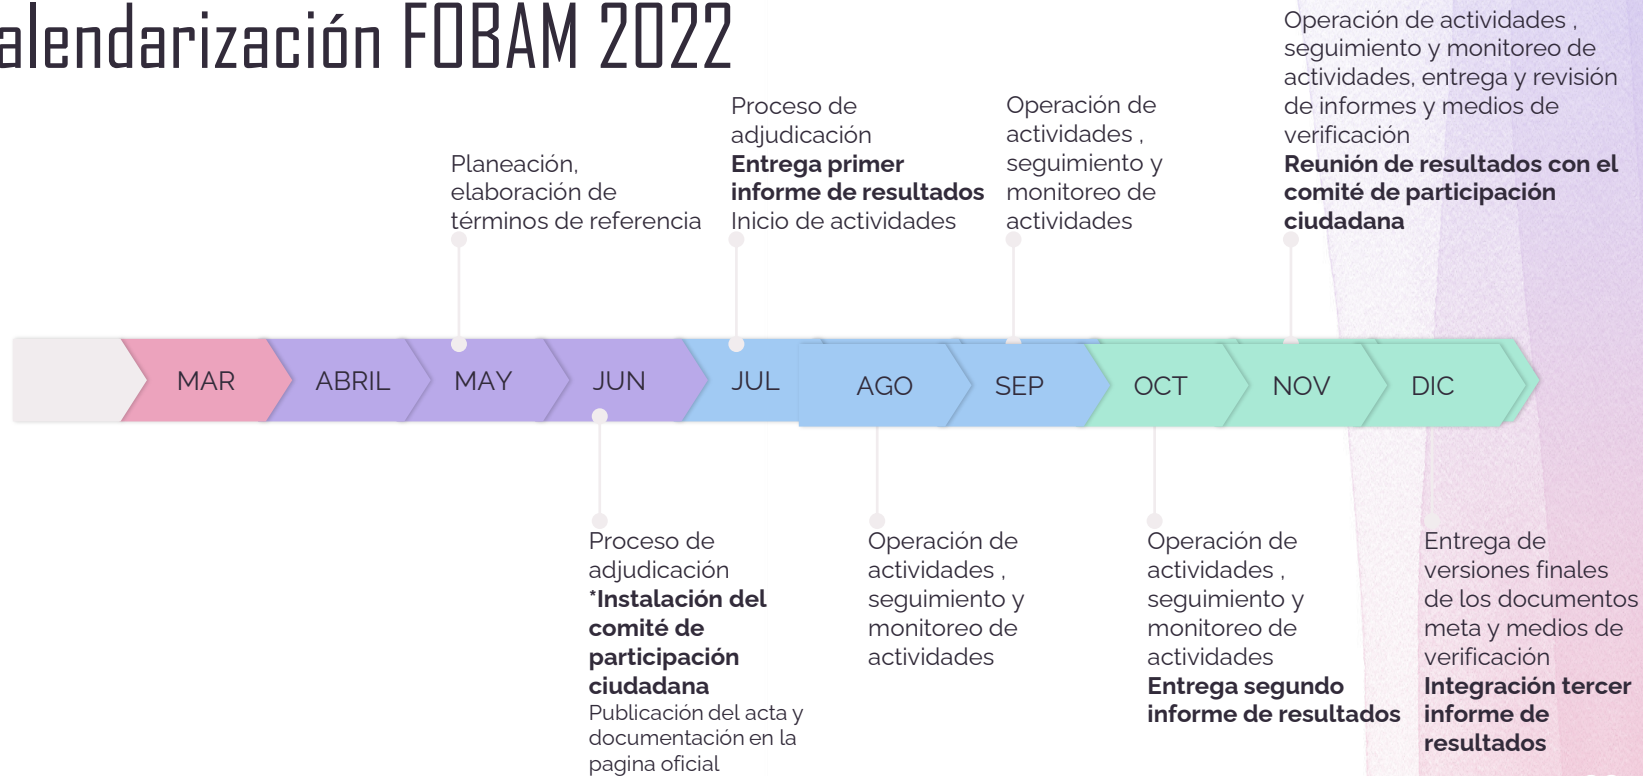 alendarización FOBAM 2022
Planeación,
elaboración de
términos de referencia
Proceso de
adjudicación
Entrega primer
informe de resultados
Inicio de actividades
Operación de
actividades ,
seguimiento y
monitoreo de
actividades
Operación de actividades ,
seguimiento y monitoreo de
actividades, entrega y revisión
de informes y medios de
verificación
Reunión de resultados con el
comité de participación
ciudadana
MAR
ABRIL
MAY
JUN
JUL
AGO
SEP
OCT
NOV
DIC
Proceso de
adjudicación
*Instalación del
comité de
participación
ciudadana
Publicación del acta y
documentación en la
pagina oficial
Operación de
actividades ,
seguimiento y
monitoreo de
actividades
Operación de
actividades ,
seguimiento y
monitoreo de
actividades
Entrega segundo
informe de resultados
Entrega de
versiones finales
de los documentos
meta y medios de
verificación
Integración tercer
informe de
resultados